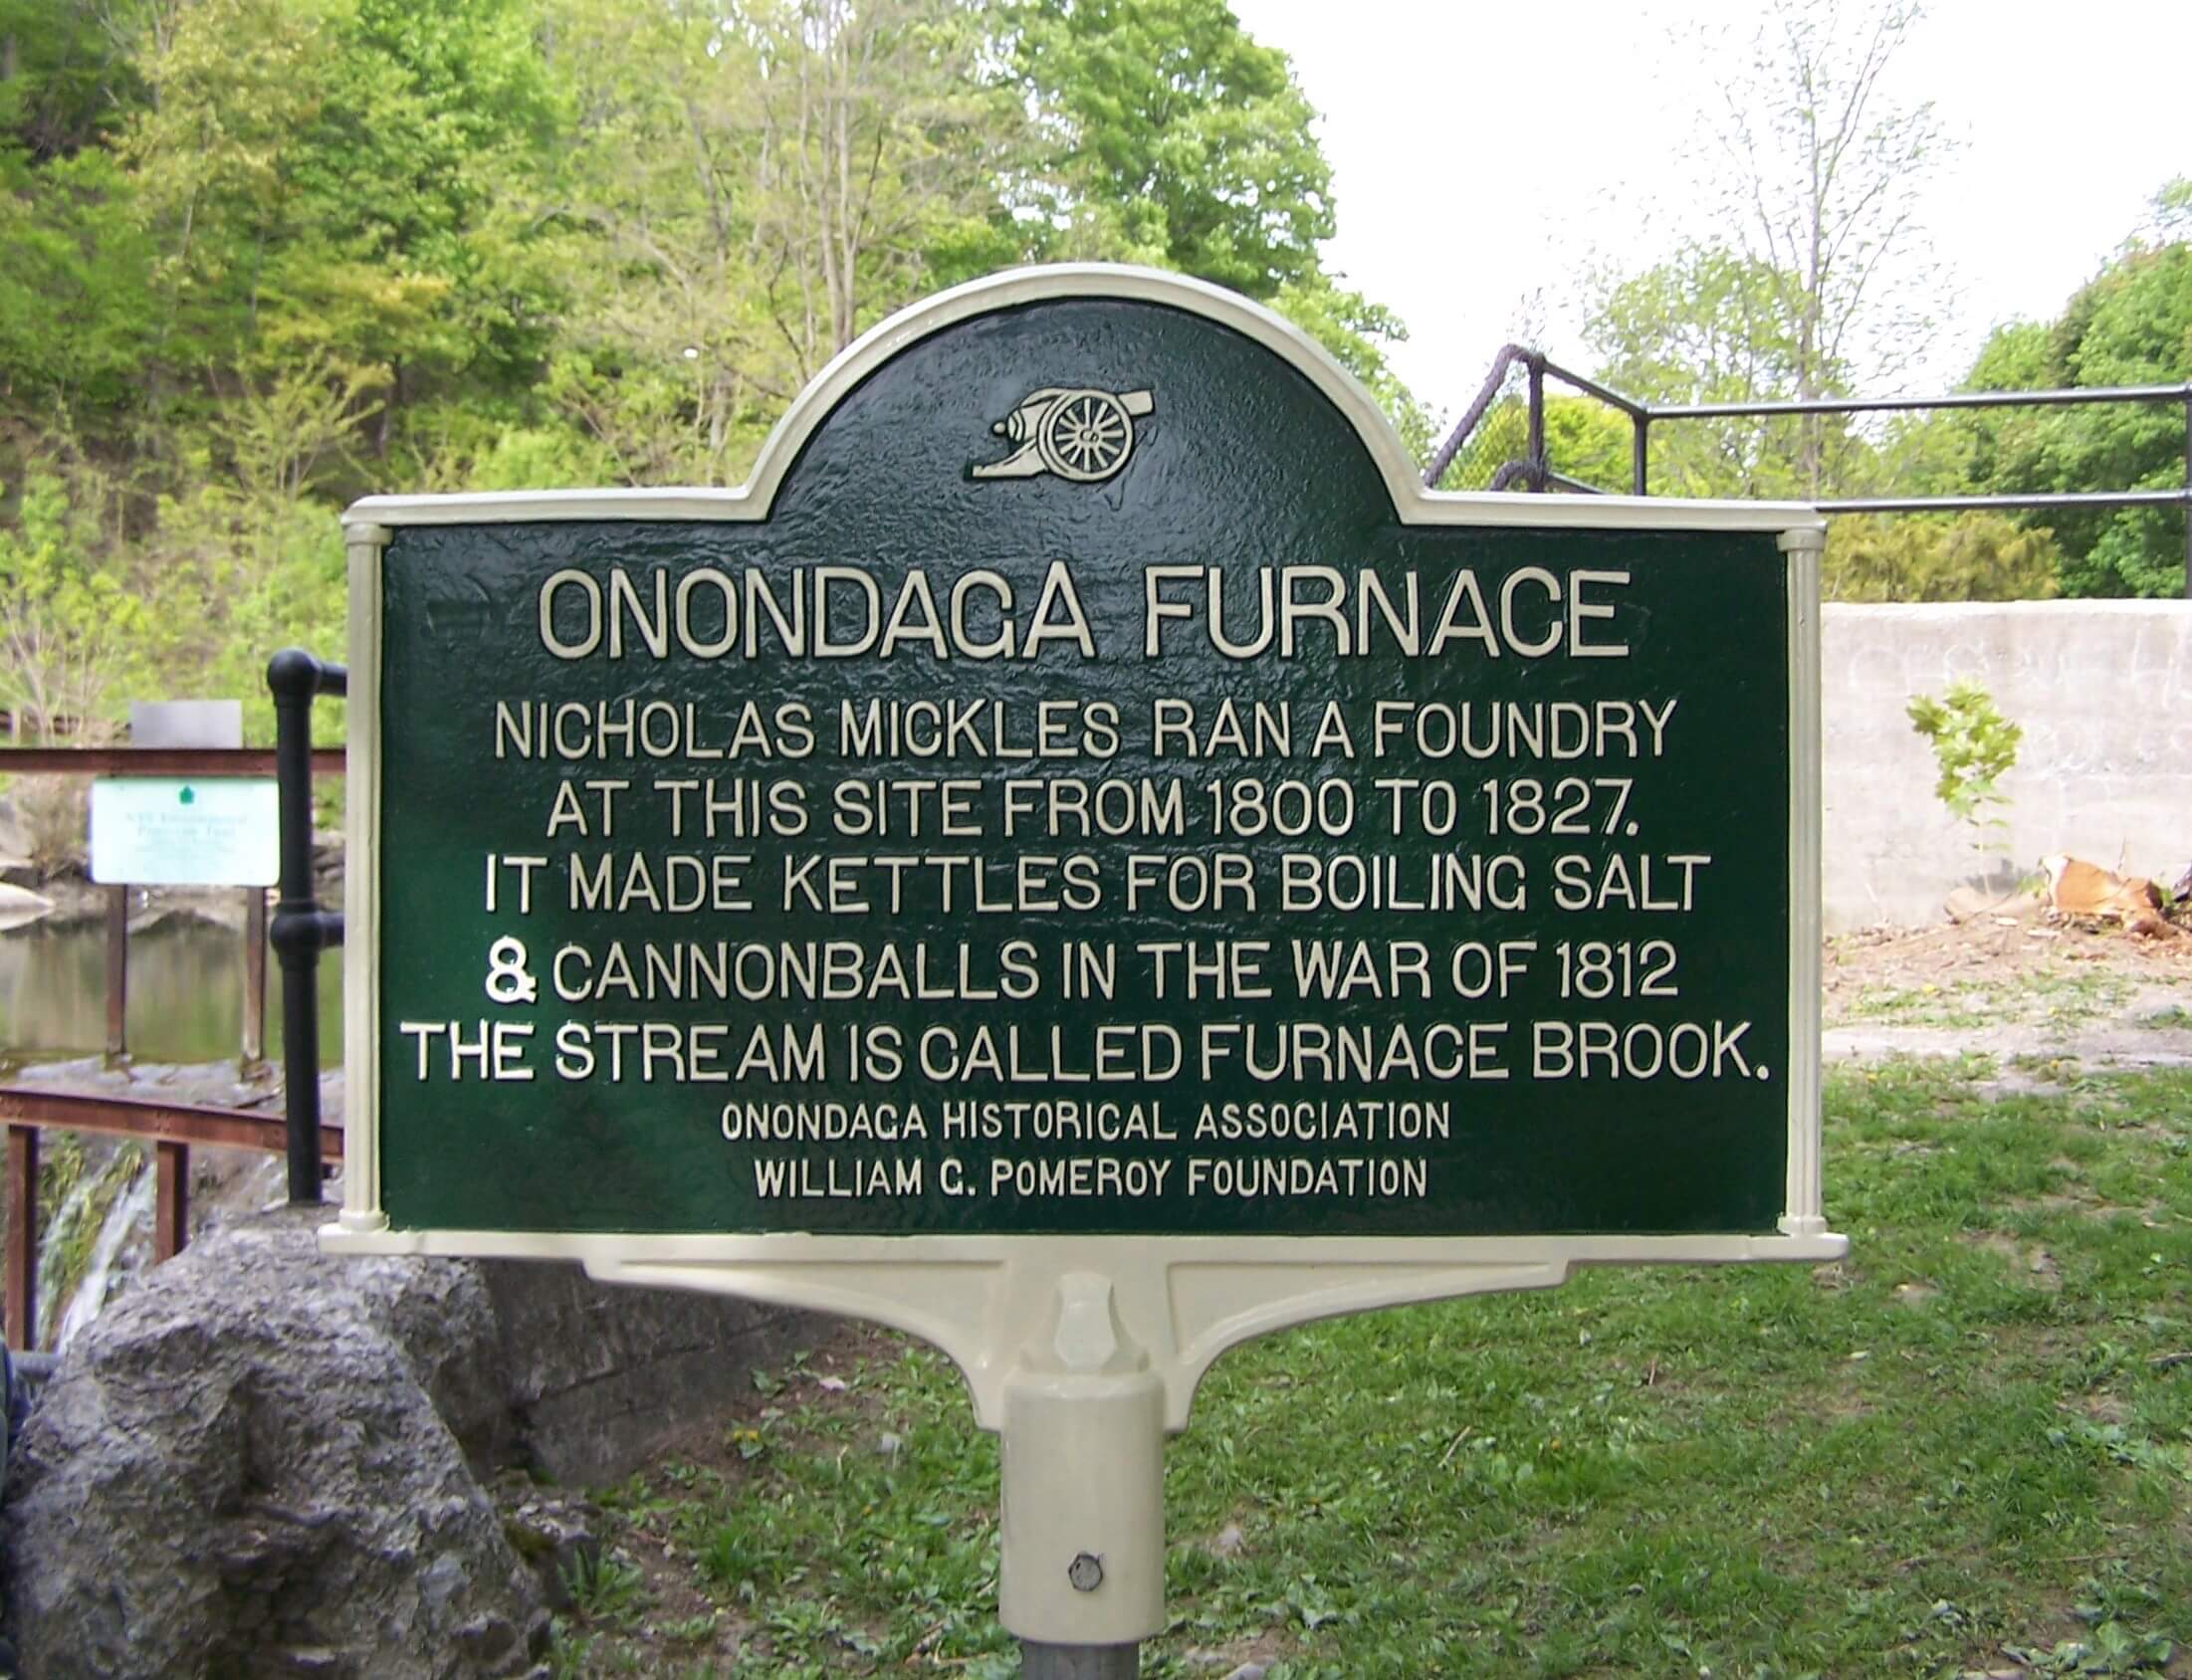 ONONDAGA FURNACE
NICHOLAS MICKLES RAN A FOUNDRY
AT THIS SITE FROM 1800 TO 1827.
IT MADE KETTLES FOR BOILING SALT
& CANNONBALLS IN THE WAR OF 1812
THE STREAM IS CALLED FURNACE BROOK.
ONONDAGA HISTORICAL ASSOCIATION
WILLIAM G. POMEROY FOUNDATION